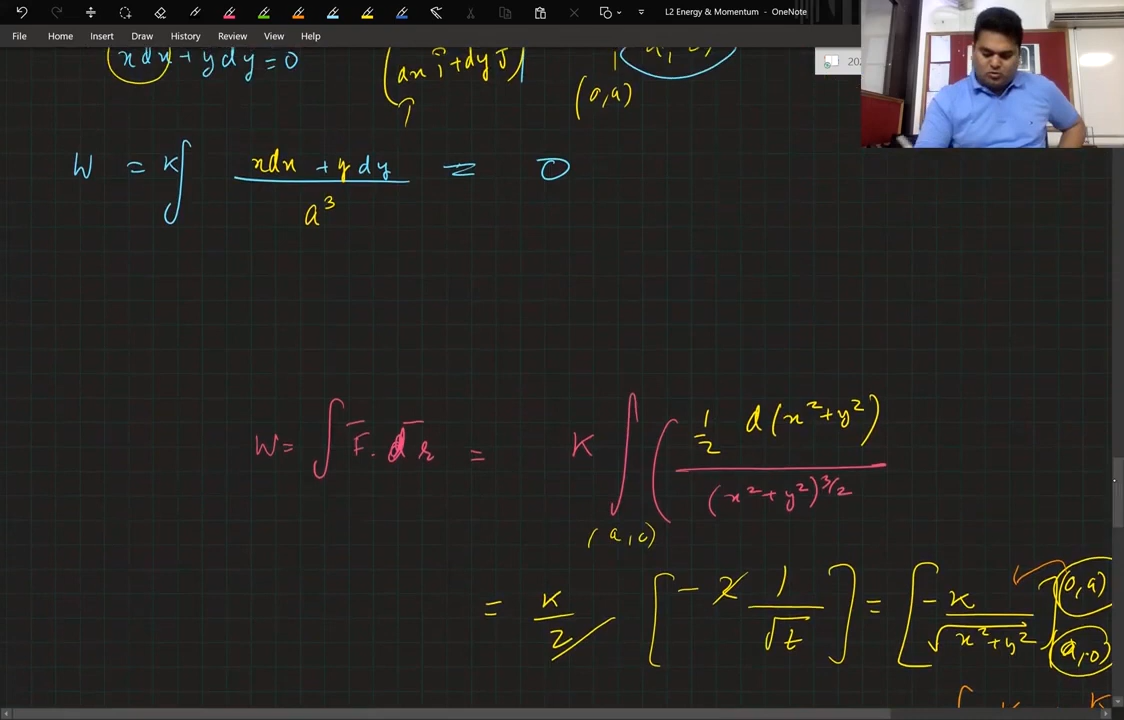 L2 Energy & Momentum - OneNote
File Home Insert Draw History Review View Help
xdx + ydy = 0
(dx î + dy ĵ)
(0,a)
W = K∫ (xdx + ydy)/a³ = 0
W = ∫ F̄. dr̄ = K ∫ ( ½ d(x²+y²) / (x²+y²)^3/2
(a,0)
= K/2 [ -2 1/√t ] = [ -K/√x²+y² ] (0,a) (a,0)